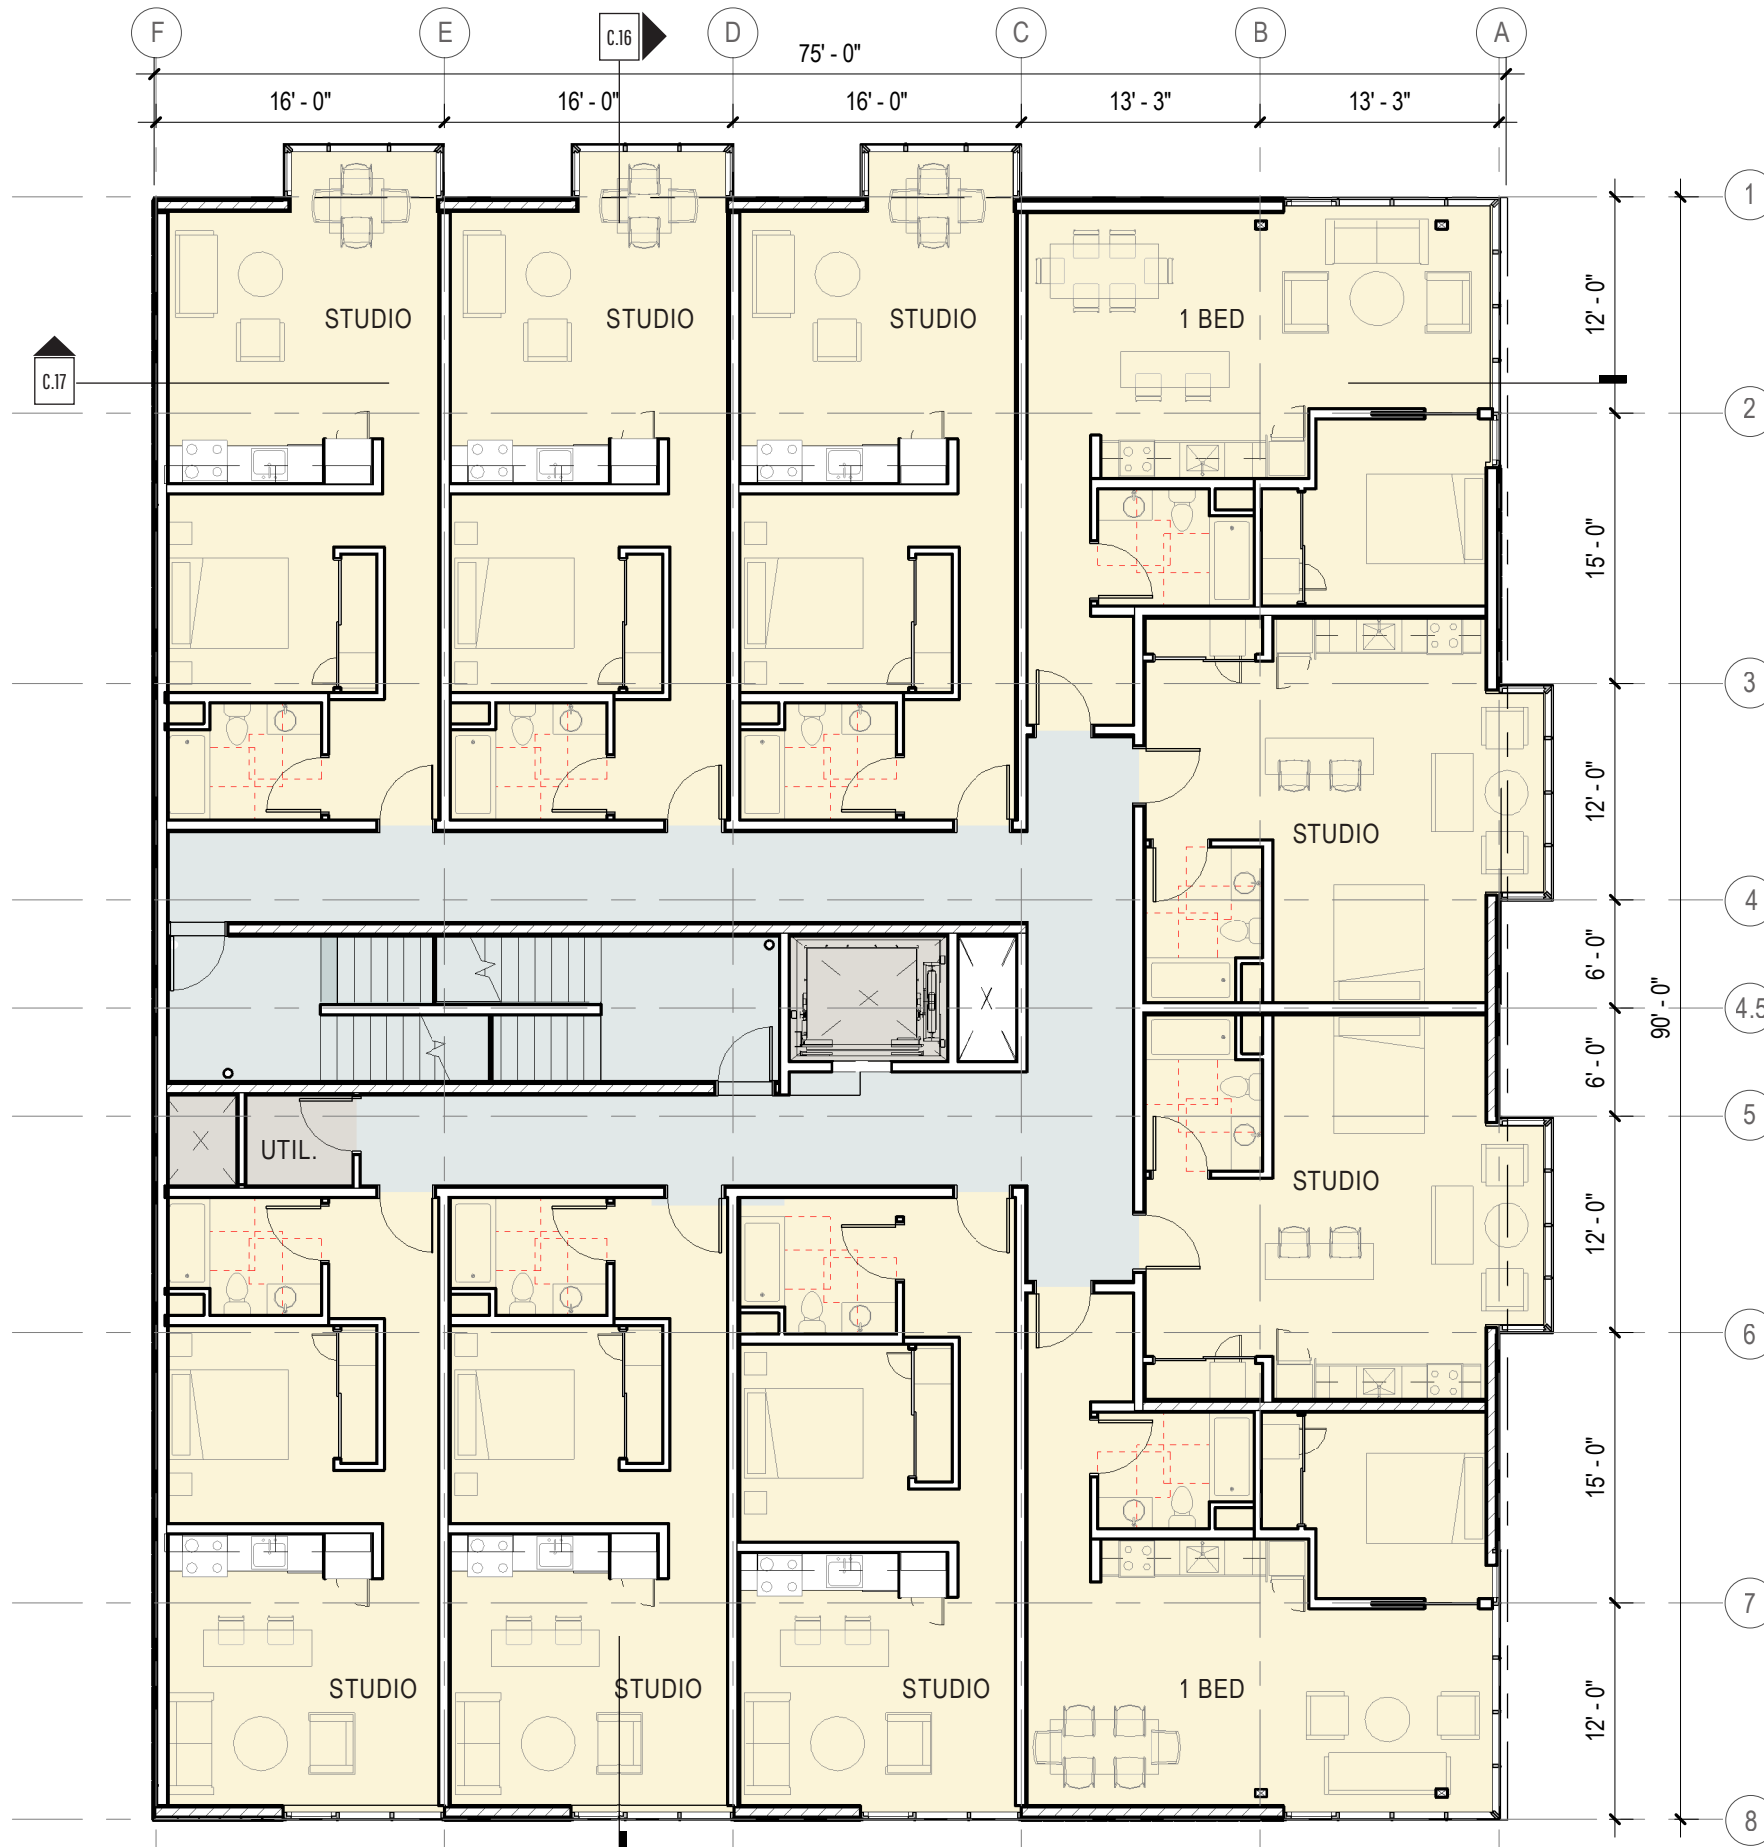 F E C.16 D C B A
75' - 0"
16' - 0" 16' - 0" 16' - 0" 13' - 3" 13' - 3"
1
STUDIO STUDIO STUDIO 1 BED 12' - 0"
C.17
2
15' - 0"
3
12' - 0"
STUDIO
4
6' - 0"
4.5
90' - 0"
6' - 0"
5
UTIL.
STUDIO
12' - 0"
6
15' - 0"
7
STUDIO STUDIO STUDIO 1 BED 12' - 0"
8